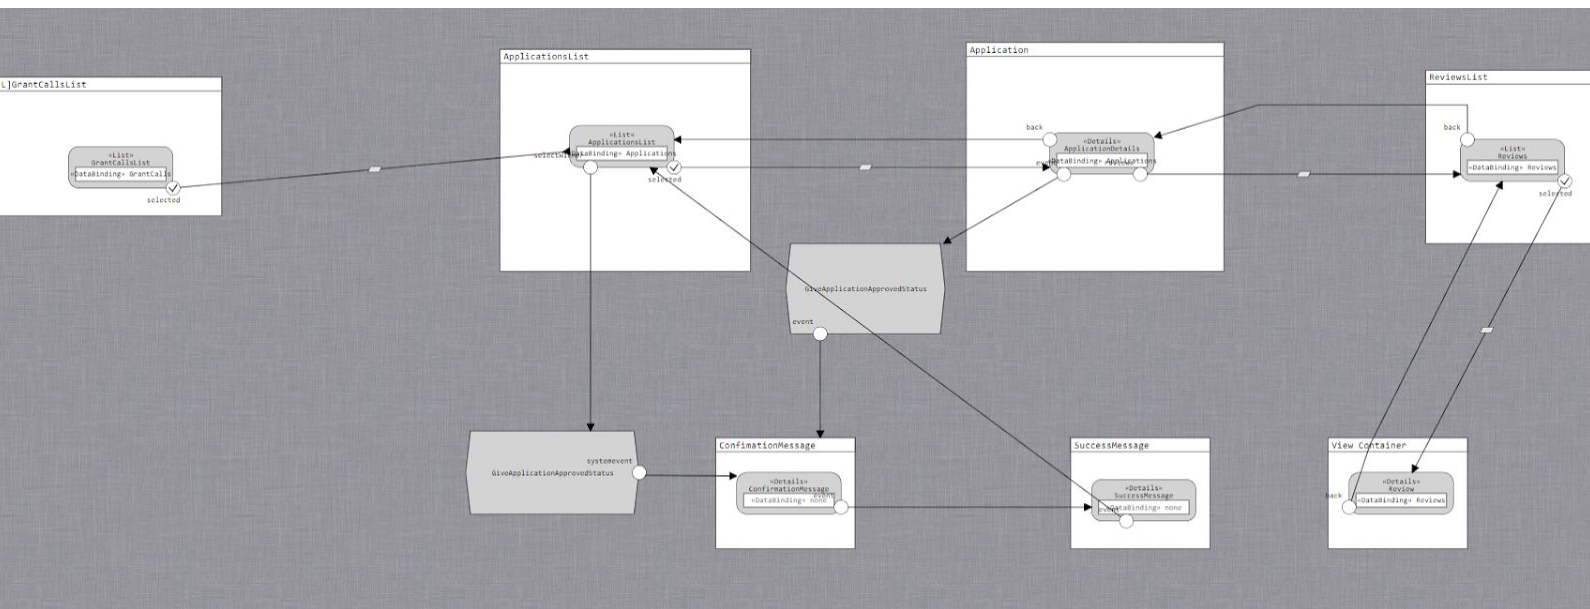 L]GrantCallsList
«List»
GrantCallsList
«DataBinding» GrantCalls
selected
ApplicationsList
«List»
ApplicationsList
«DataBinding» Applications
selected
Application
back
«Details»
ApplicationDetails
«DataBinding» Applications
ReviewsList
back
«List»
Reviews
«DataBinding» Reviews
selected
GiveApplicationApprovedStatus
event
GiveApplicationApprovedStatus
systemevent
ConfimationMessage
«Details»
ConfirmationMessage
«DataBinding» none
event
SuccessMessage
«Details»
SuccessMessage
«DataBinding» none
event
View Container
«Details»
Review
«DataBinding» Reviews
back